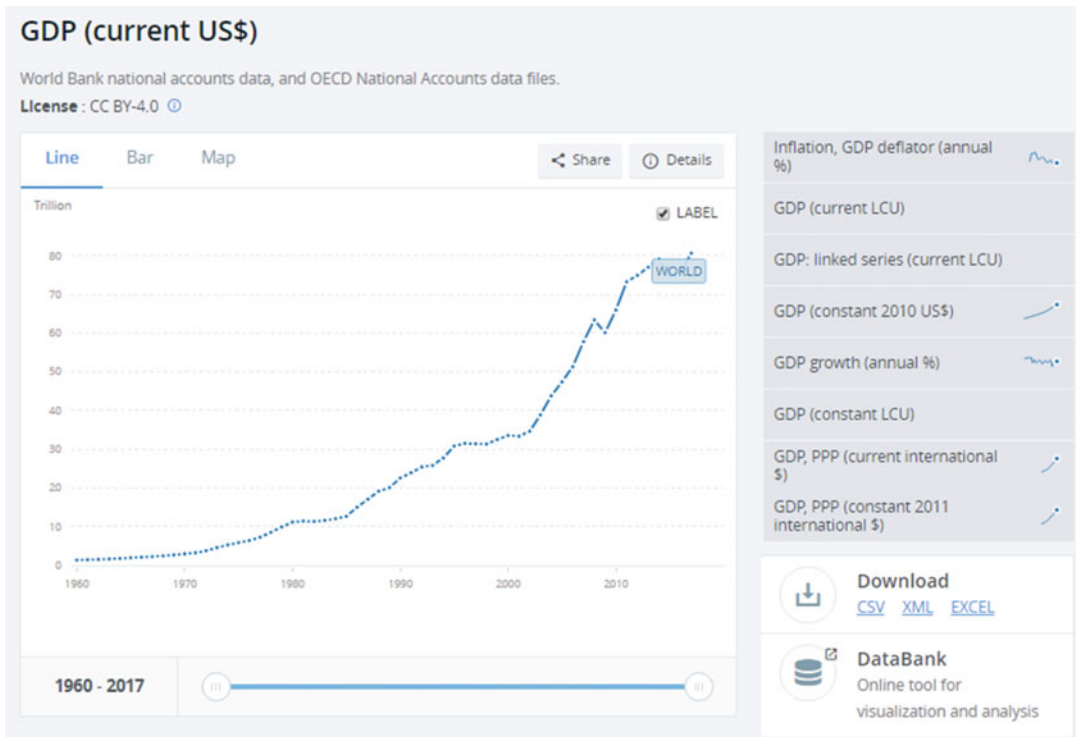 GDP (current US$)
World Bank national accounts data, and OECD National Accounts data files.
License : CC BY-4.0
Line Bar Map Share Details
Trillion
LABEL
80
70
60
50
40
30
20
10
0
WORLD
1960 1970 1980 1990 2000 2010
1960 - 2017
Inflation, GDP deflator (annual
%)
GDP (current LCU)
GDP: linked series (current LCU)
GDP (constant 2010 US$)
GDP growth (annual %)
GDP (constant LCU)
GDP, PPP (current international
$)
GDP, PPP (constant 2011
international $)
Download
CSV XML EXCEL
DataBank
Online tool for
visualization and analysis